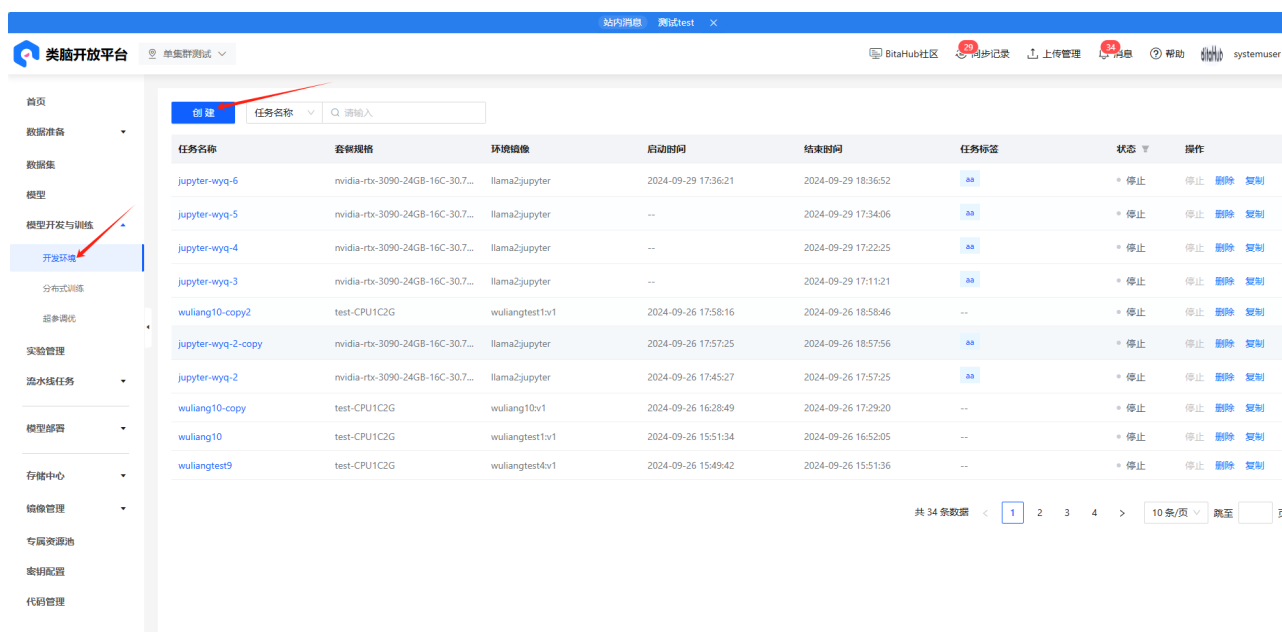 站内消息 测试test ×
类脑开放平台 单集群测试 BitaHub社区 29 同步记录 上传管理 34 消息 帮助 systemuser
首页
数据准备
数据集
模型
模型开发与训练
开发环境
分布式训练
超参调优
实验管理
流水线任务
模型部署
存储中心
镜像管理
专属资源池
密钥配置
代码管理
创建 任务名称 请输入
任务名称 套餐规格 环境镜像 启动时间 结束时间 任务标签 状态 操作
jupyter-wyq-6 nvidia-rtx-3090-24GB-16C-30.7... llama2:jupyter 2024-09-29 17:36:21 2024-09-29 18:36:52 aa 停止 停止 删除 复制
jupyter-wyq-5 nvidia-rtx-3090-24GB-16C-30.7... llama2:jupyter -- 2024-09-29 17:34:06 aa 停止 停止 删除 复制
jupyter-wyq-4 nvidia-rtx-3090-24GB-16C-30.7... llama2:jupyter -- 2024-09-29 17:22:25 aa 停止 停止 删除 复制
jupyter-wyq-3 nvidia-rtx-3090-24GB-16C-30.7... llama2:jupyter -- 2024-09-29 17:11:21 aa 停止 停止 删除 复制
wuliang10-copy2 test-CPU1C2G wuliangtest1:v1 2024-09-26 17:58:16 2024-09-26 18:58:46 -- 停止 停止 删除 复制
jupyter-wyq-2-copy nvidia-rtx-3090-24GB-16C-30.7... llama2:jupyter 2024-09-26 17:57:25 2024-09-26 18:57:56 aa 停止 停止 删除 复制
jupyter-wyq-2 nvidia-rtx-3090-24GB-16C-30.7... llama2:jupyter 2024-09-26 17:45:27 2024-09-26 17:57:25 aa 停止 停止 删除 复制
wuliang10-copy test-CPU1C2G wuliang10:v1 2024-09-26 16:28:49 2024-09-26 17:29:20 -- 停止 停止 删除 复制
wuliang10 test-CPU1C2G wuliangtest1:v1 2024-09-26 15:51:34 2024-09-26 16:52:05 -- 停止 停止 删除 复制
wuliangtest9 test-CPU1C2G wuliangtest4:v1 2024-09-26 15:49:42 2024-09-26 15:51:36 -- 停止 停止 删除 复制
共 34 条数据 < 1 2 3 4 > 10 条/页 跳至